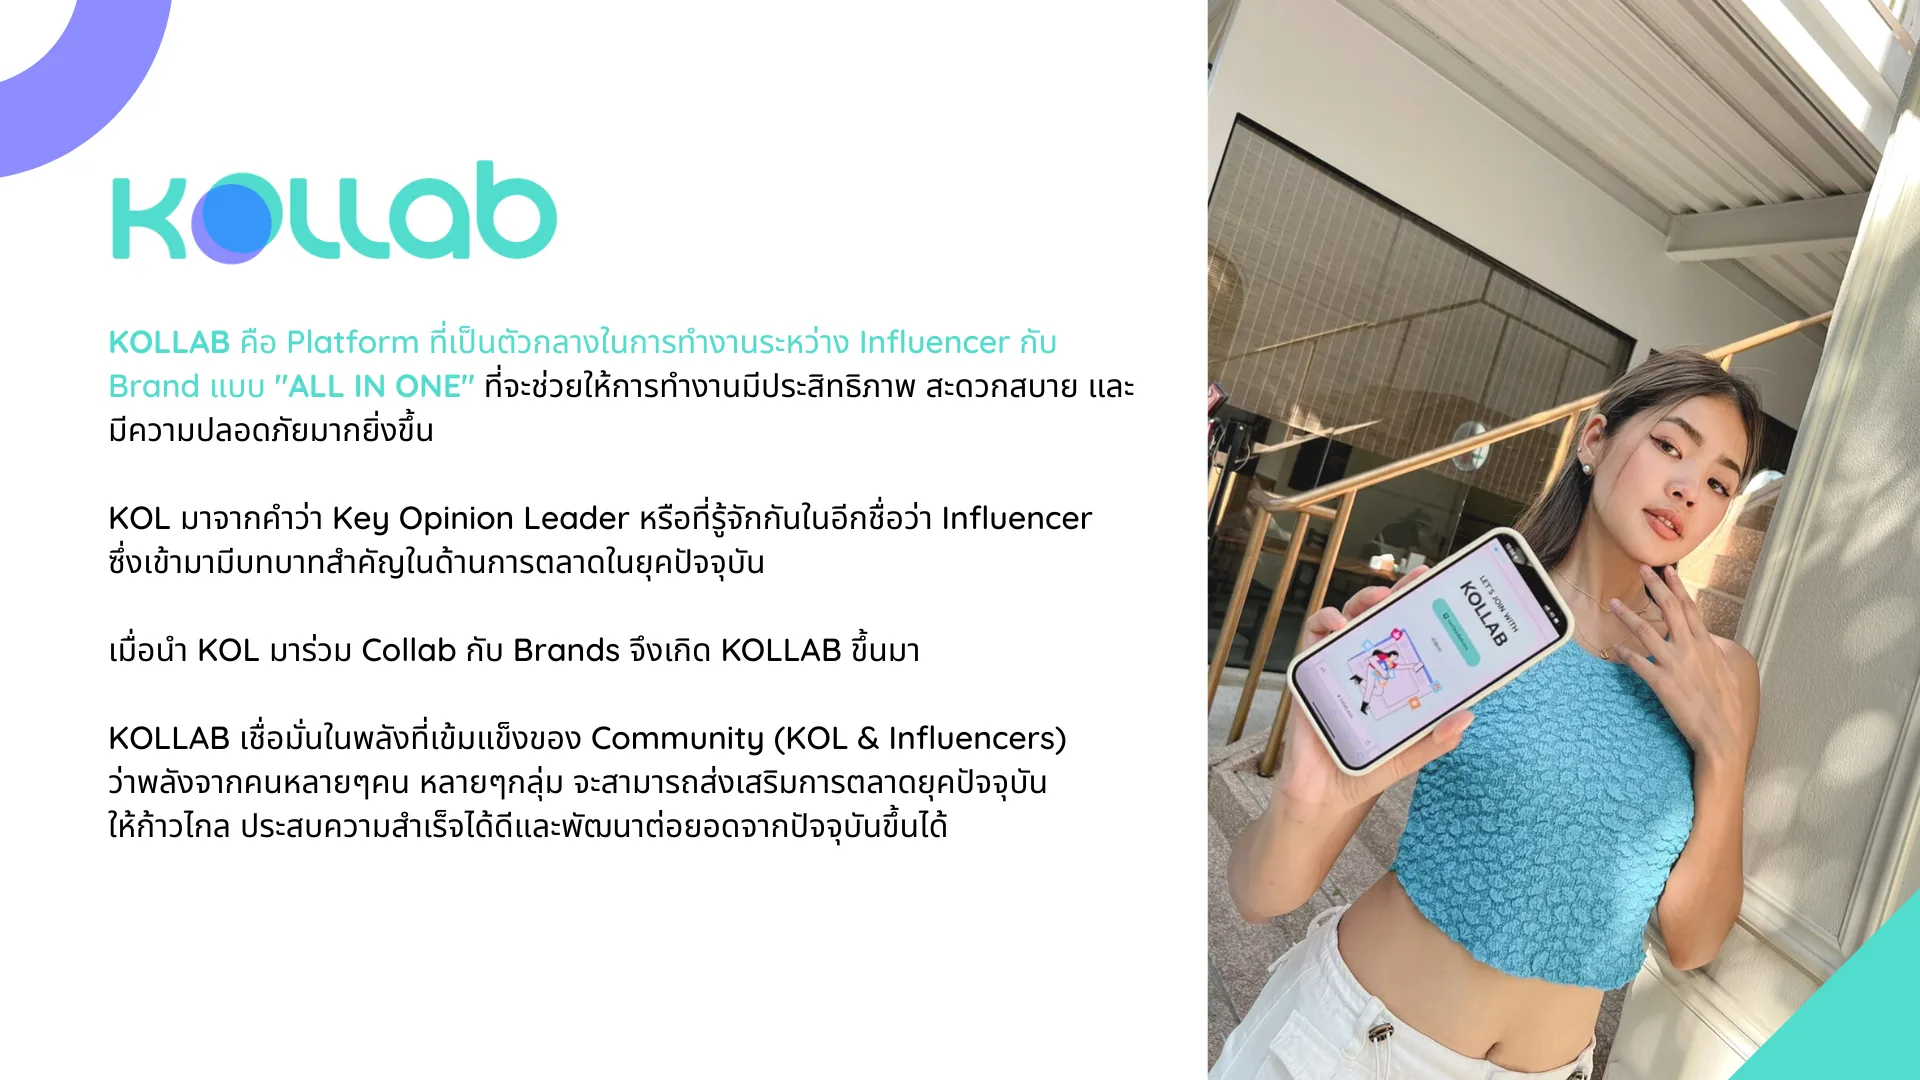 Kollab
KOLLAB คือ Platform ที่เป็นตัวกลางในการทำงานระหว่าง Influencer กับ
Brand แบบ "ALL IN ONE" ที่จะช่วยให้การทำงานมีประสิทธิภาพ สะดวกสบาย และ
มีความปลอดภัยมากยิ่งขึ้น
KOL มาจากคำว่า Key Opinion Leader หรือที่รู้จักกันในอีกชื่อว่า Influencer
ซึ่งเข้ามามีบทบาทสำคัญในด้านการตลาดในยุคปัจจุบัน
เมื่อนำ KOL มาร่วม Collab กับ Brands จึงเกิด KOLLAB ขึ้นมา
KOLLAB เชื่อมั่นในพลังที่เข้มแข็งของ Community (KOL & Influencers)
ว่าพลังจากคนหลายๆคน หลายๆกลุ่ม จะสามารถส่งเสริมการตลาดยุคปัจจุบัน
ให้ก้าวไกล ประสบความสำเร็จได้ดีและพัฒนาต่อยอดจากปัจจุบันขึ้นได้
LET'S JOIN WITH
KOLLAB